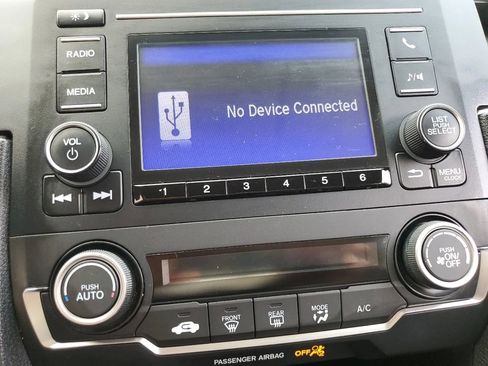 RADIO
MEDIA
No Device Connected
VOL
LIST
PUSH
SELECT
MENU
CLOCK
1 2 3 4 5 6
PUSH
AUTO
PUSH
ON/
OFF
FRONT
REAR
MODE
A/C
PASSENGER AIRBAG OFF